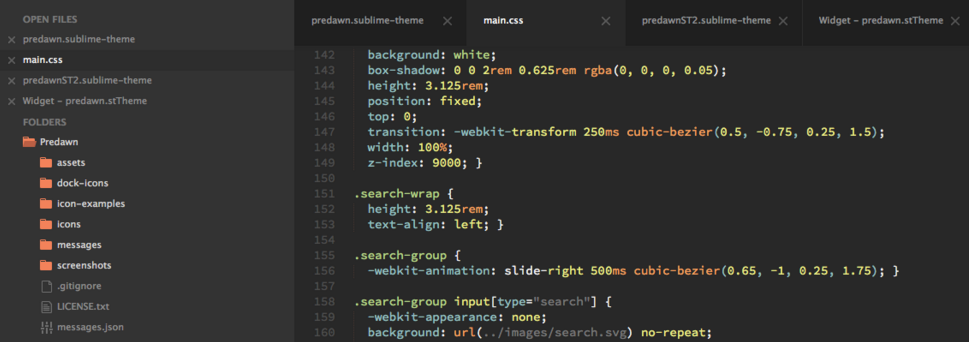 OPEN FILES
predawn.sublime-theme
main.css
predawnST2.sublime-theme
Widget – predawn.stTheme
FOLDERS
Predawn
assets
dock-icons
icon-examples
icons
messages
screenshots
.gitignore
LICENSE.txt
messages.json
predawn.sublime-theme
main.css
predawnST2.sublime-theme
Widget – predawn.stTheme
142 background: white;
143 box-shadow: 0 0 2rem 0.625rem rgba(0, 0, 0, 0.05);
144 height: 3.125rem;
145 position: fixed;
146 top: 0;
147 transition: -webkit-transform 250ms cubic-bezier(0.5, -0.75, 0.25, 1.5);
148 width: 100%;
149 z-index: 9000; }
150
151 .search-wrap {
152 height: 3.125rem;
153 text-align: left; }
154
155 .search-group {
156 -webkit-animation: slide-right 500ms cubic-bezier(0.65, -1, 0.25, 1.75); }
157
158 .search-group input[type="search"] {
159 -webkit-appearance: none;
160 background: url(../images/search.svg) no-repeat;